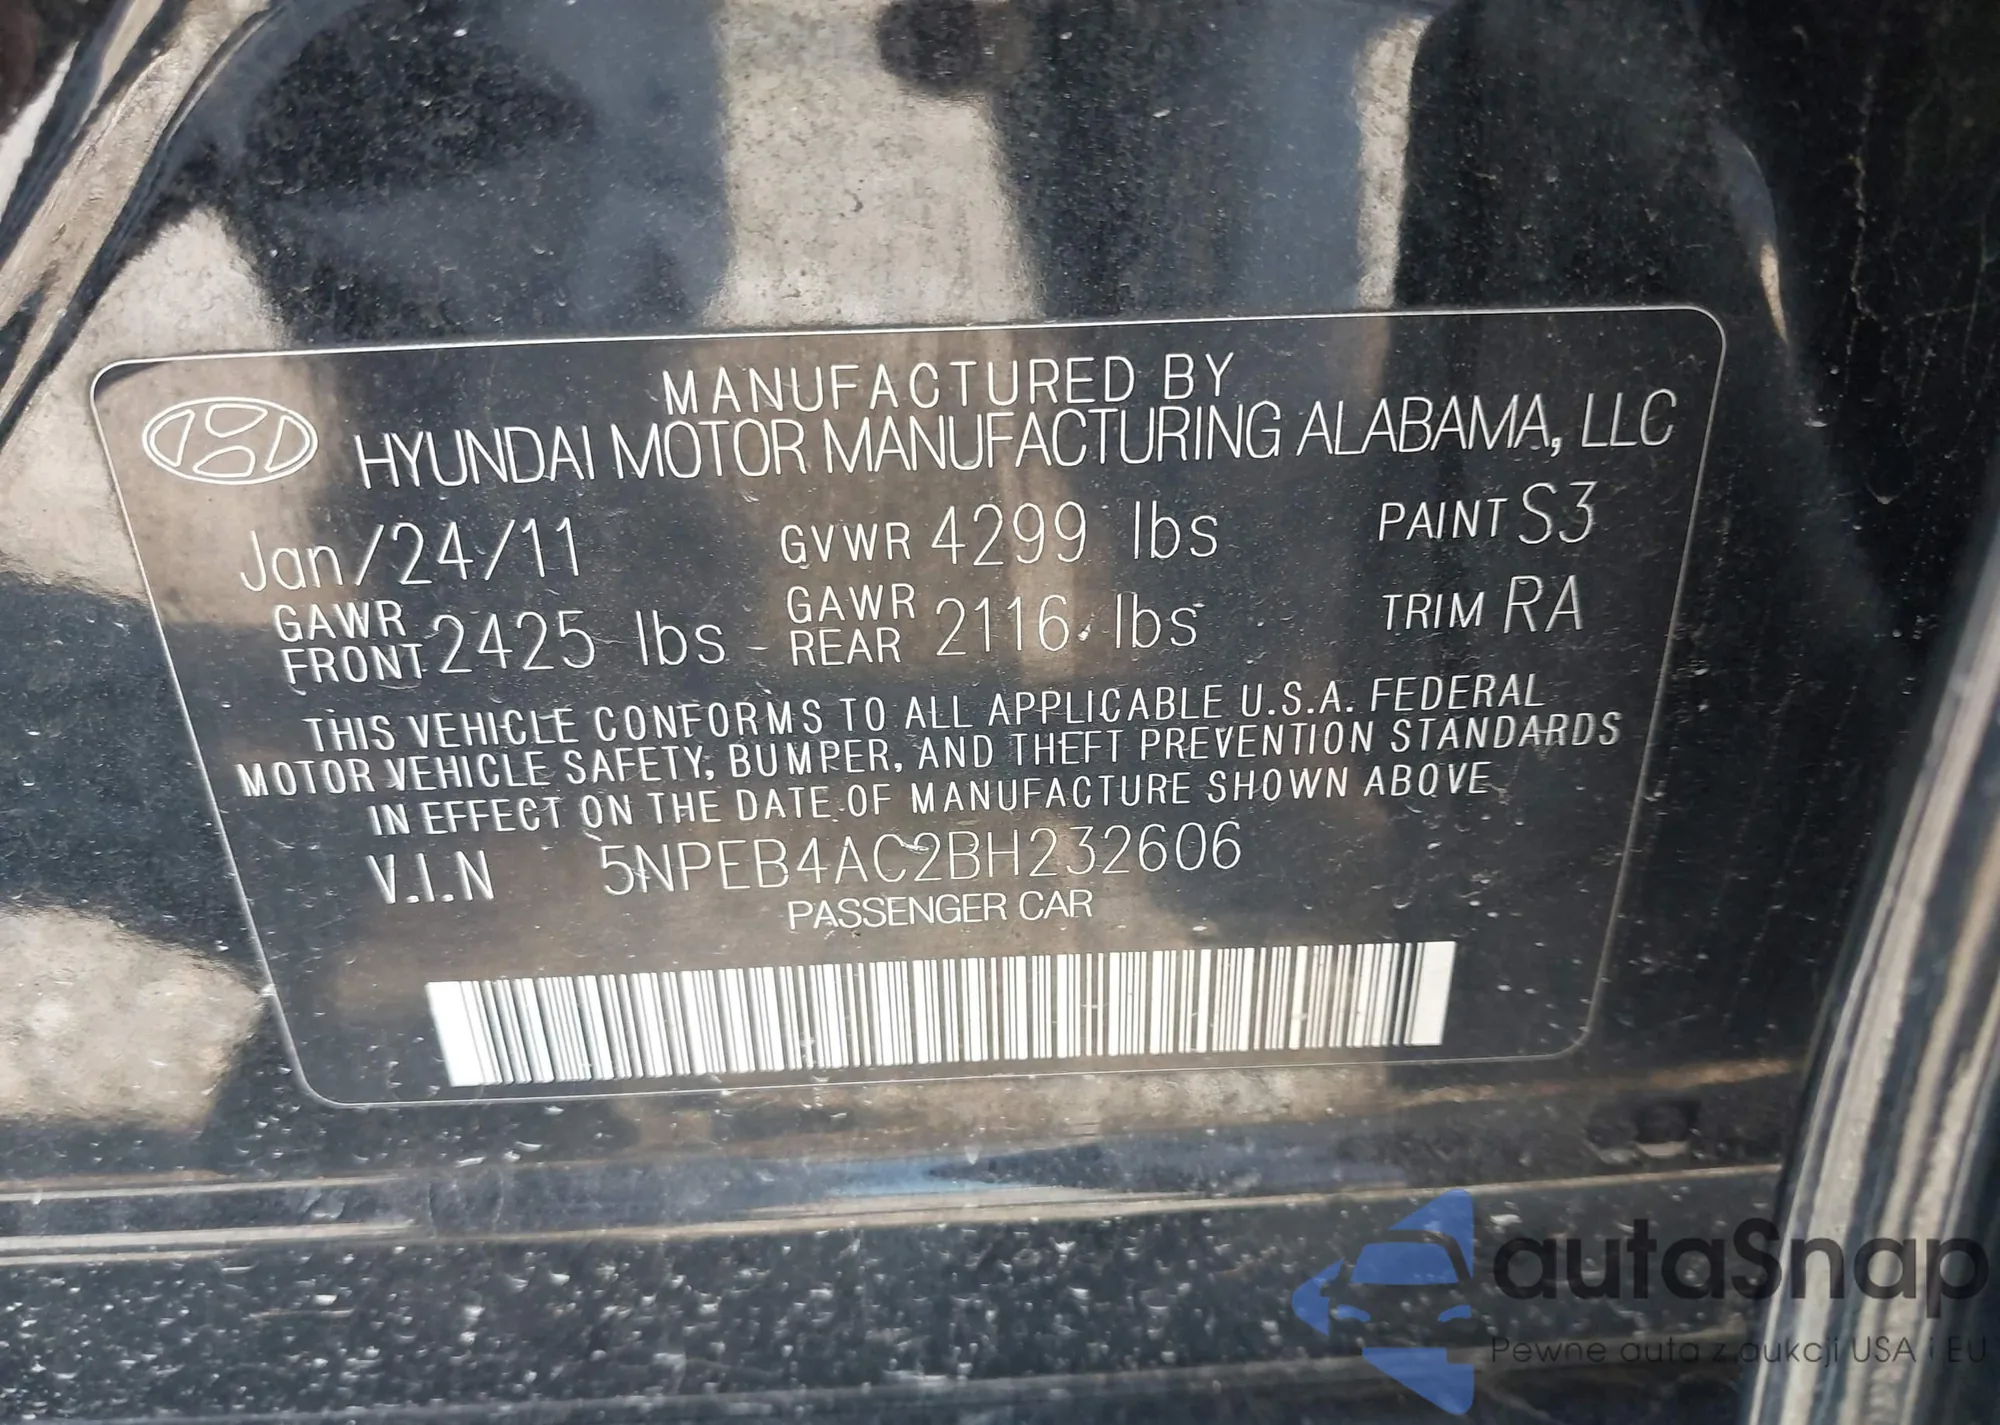 MANUFACTURED BY
HYUNDAI MOTOR MANUFACTURING ALABAMA, LLC
Jan/24/11 GVWR 4299 lbs PAINT S3
GAWR FRONT 2425 lbs GAWR REAR 2116 lbs TRIM RA
THIS VEHICLE CONFORMS TO ALL APPLICABLE U.S.A. FEDERAL
MOTOR VEHICLE SAFETY, BUMPER, AND THEFT PREVENTION STANDARDS
IN EFFECT ON THE DATE OF MANUFACTURE SHOWN ABOVE
V.I.N 5NPEB4AC2BH232606
PASSENGER CAR
autaSnap
Pewne auta z aukcji USA i EU